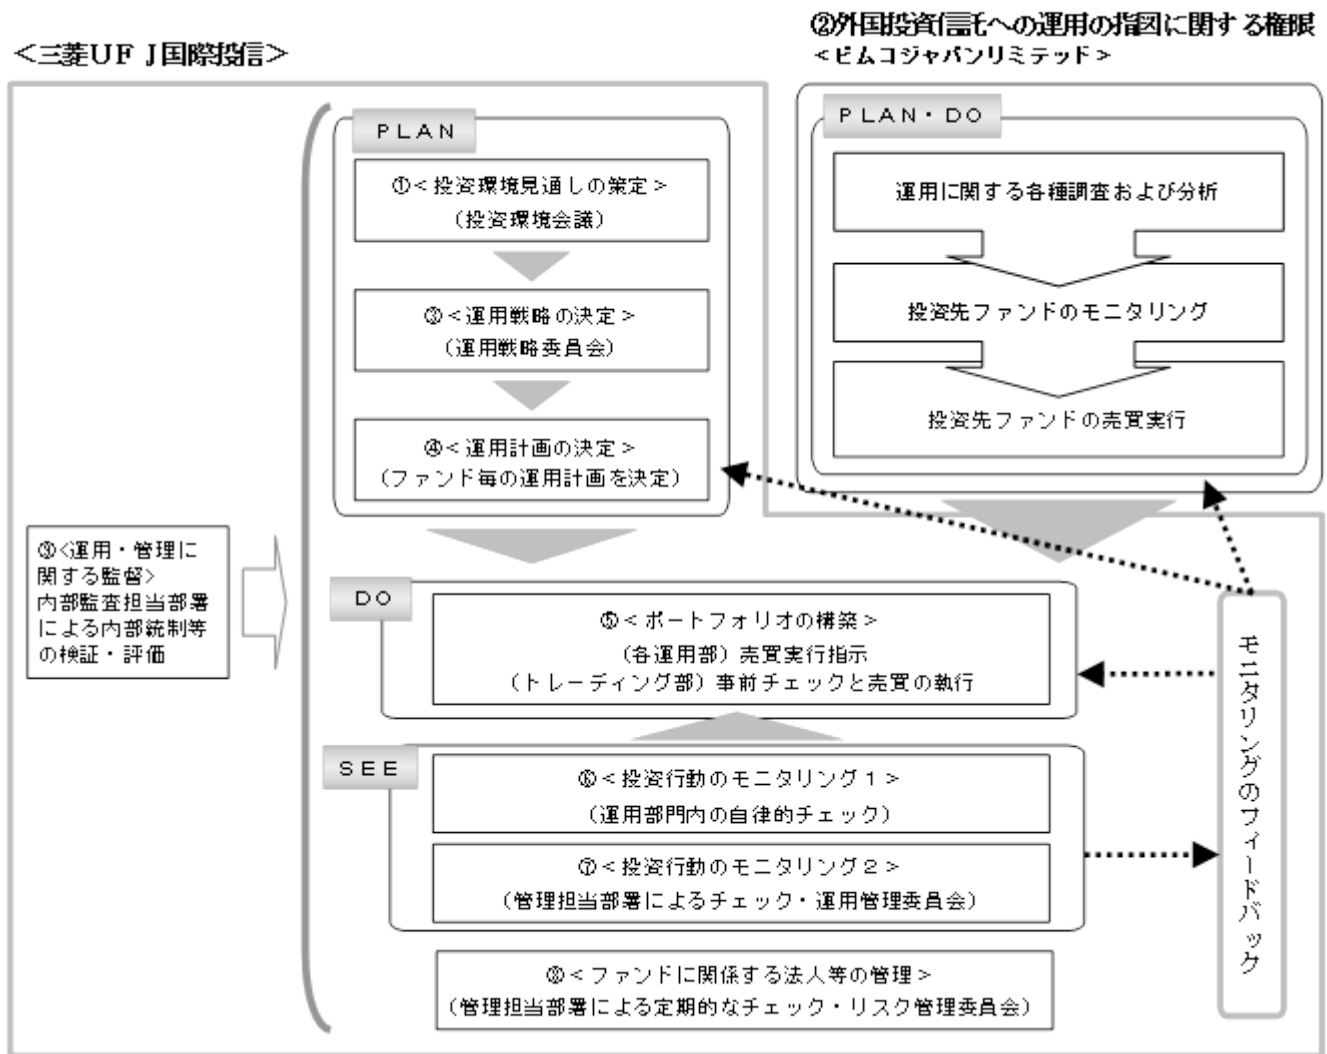 ②外国投資信託への運用の指図に関する権限
<三菱UFJ国際投信>
<ピムコジャパンリミテッド>
PLAN
①<投資環境見通しの策定>
(投資環境会議)
③<運用戦略の決定>
(運用戦略委員会)
④<運用計画の決定>
(ファンド毎の運用計画を決定)
PLAN・DO
運用に関する各種調査および分析
投資先ファンドのモニタリング
投資先ファンドの売買実行
⑨<運用・管理に
関する監督>
内部監査担当部署
による内部統制等
の検証・評価
DO
⑤<ポートフォリオの構築>
(各運用部)売買実行指示
(トレーディング部)事前チェックと売買の執行
SEE
⑥<投資行動のモニタリング1>
(運用部門内の自律的チェック)
⑦<投資行動のモニタリング2>
(管理担当部署によるチェック・運用管理委員会)
⑧<ファンドに関係する法人等の管理>
(管理担当部署による定期的なチェック・リスク管理委員会)
モニタリングのフィードバック